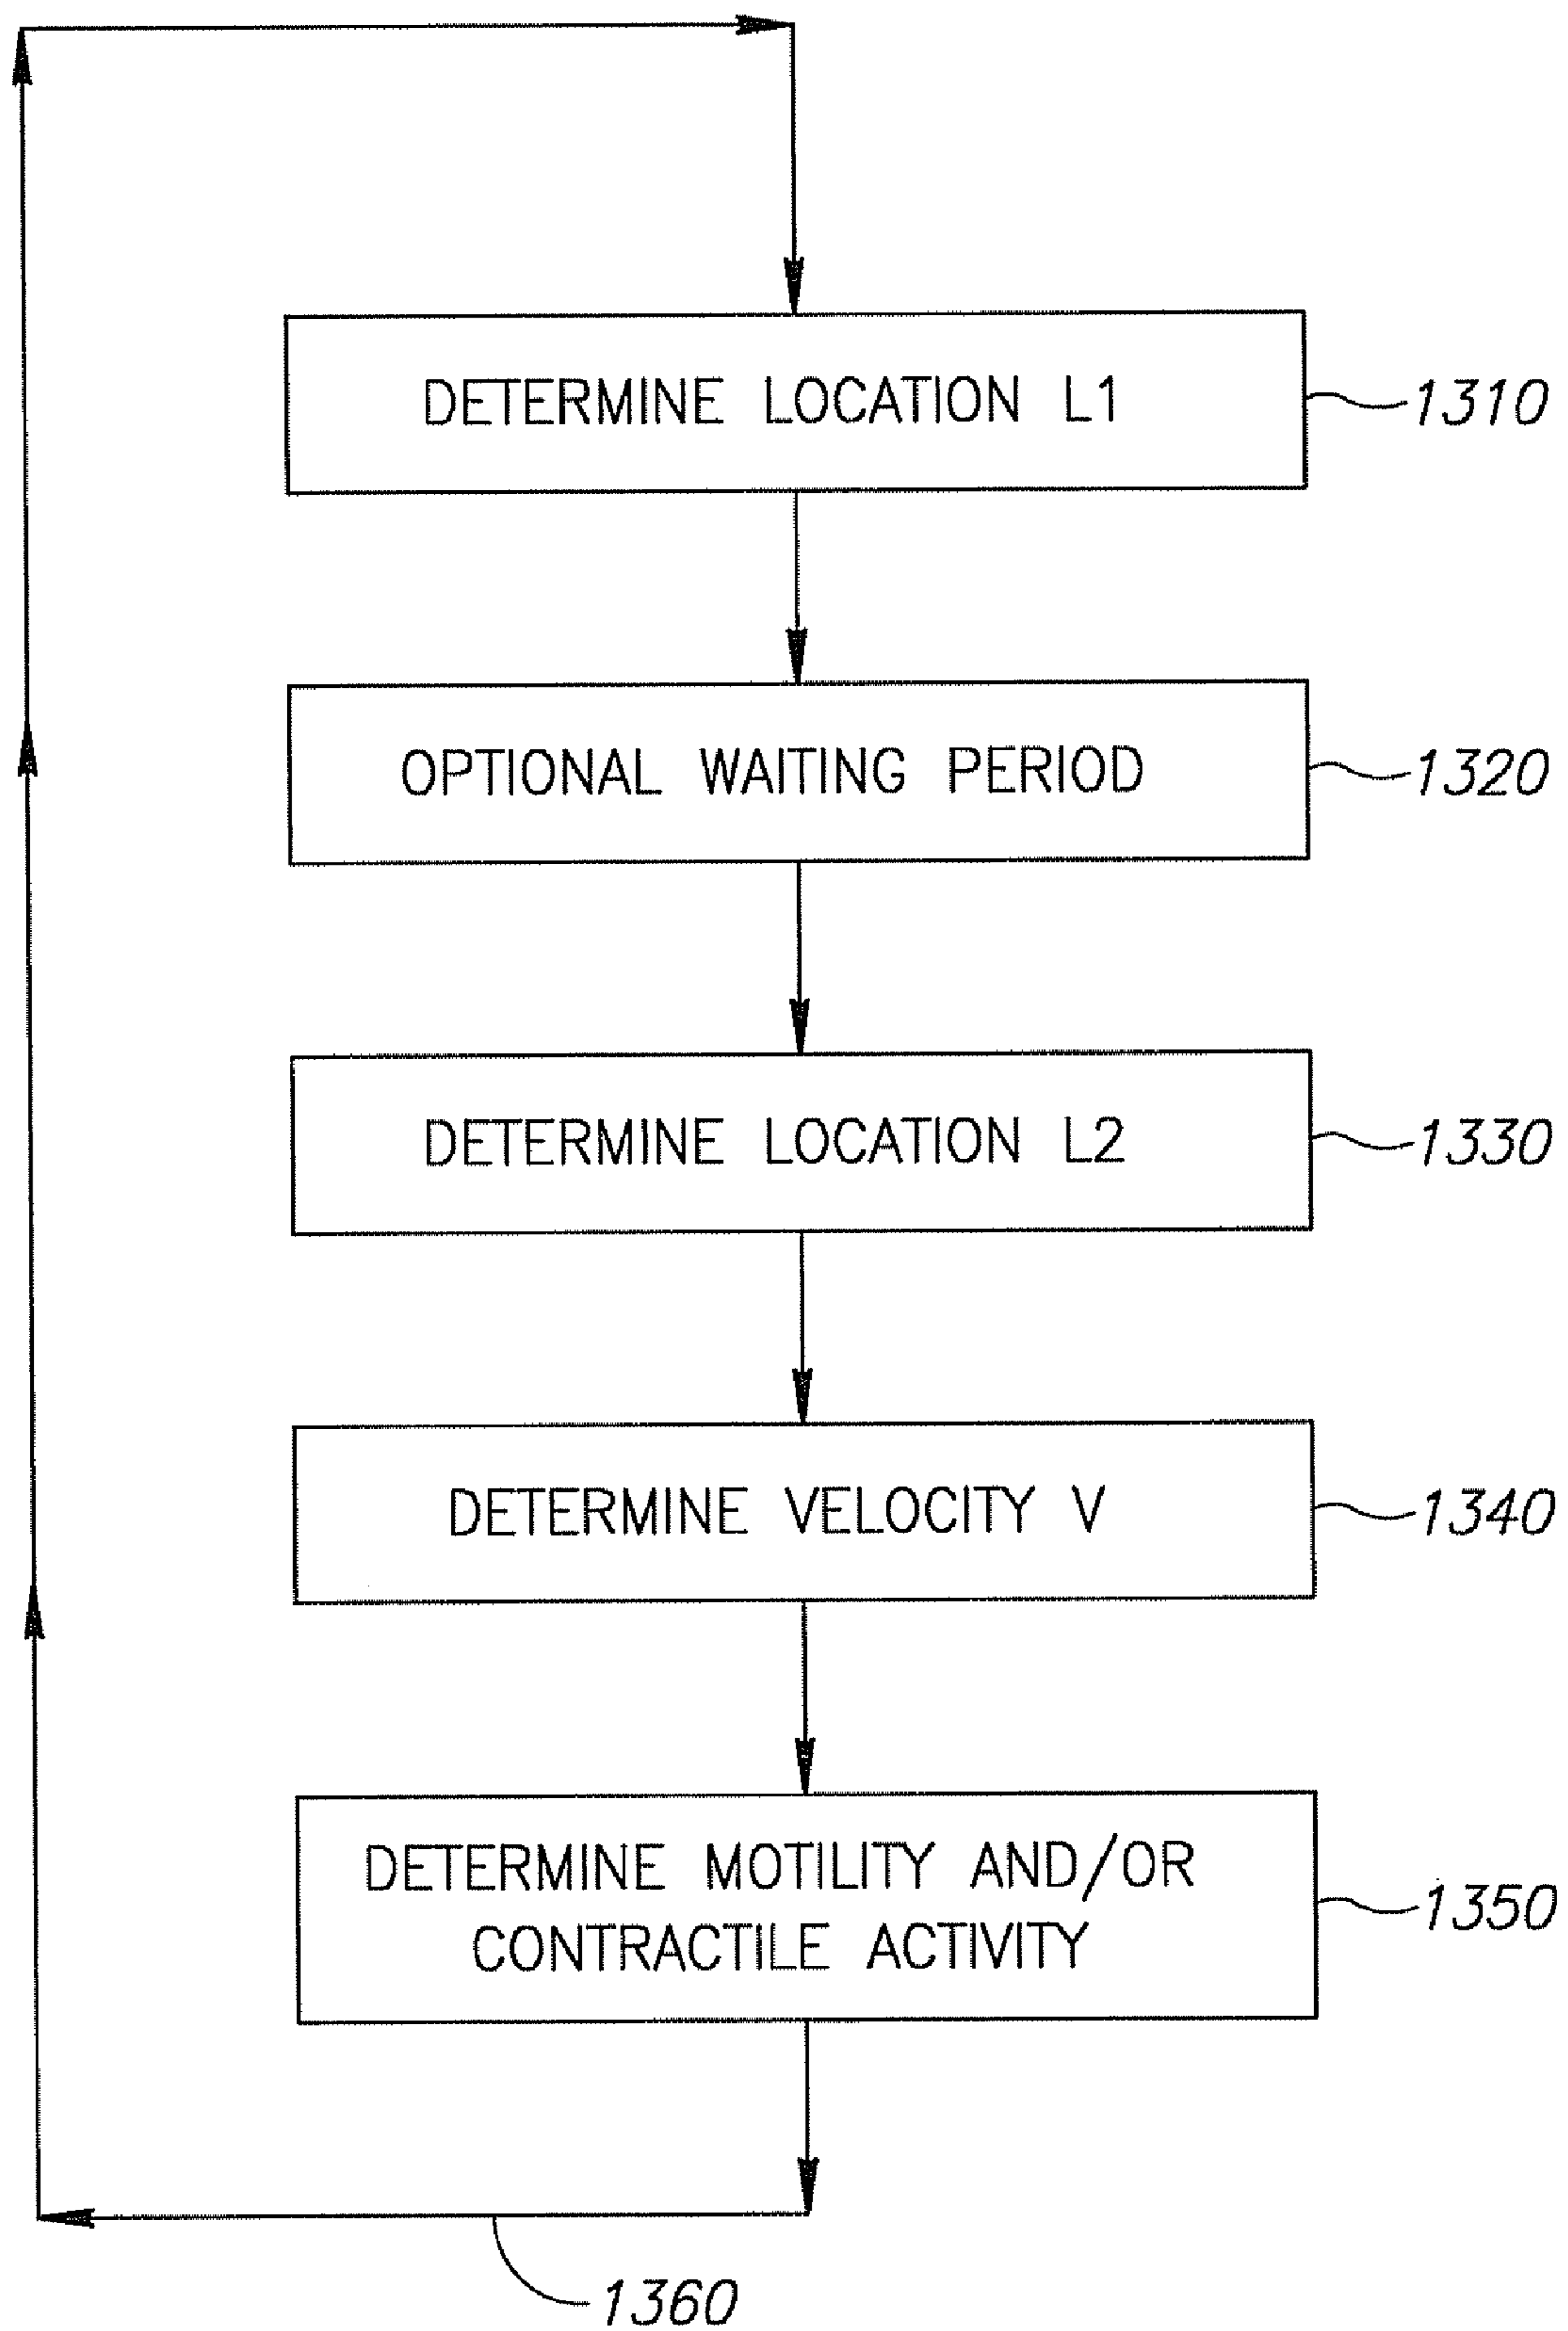 DETERMINE LOCATION L1
1310
OPTIONAL WAITING PERIOD
1320
DETERMINE LOCATION L2
1330
DETERMINE VELOCITY V
1340
DETERMINE MOTILITY AND/OR
CONTRACTILE ACTIVITY
1350
1360